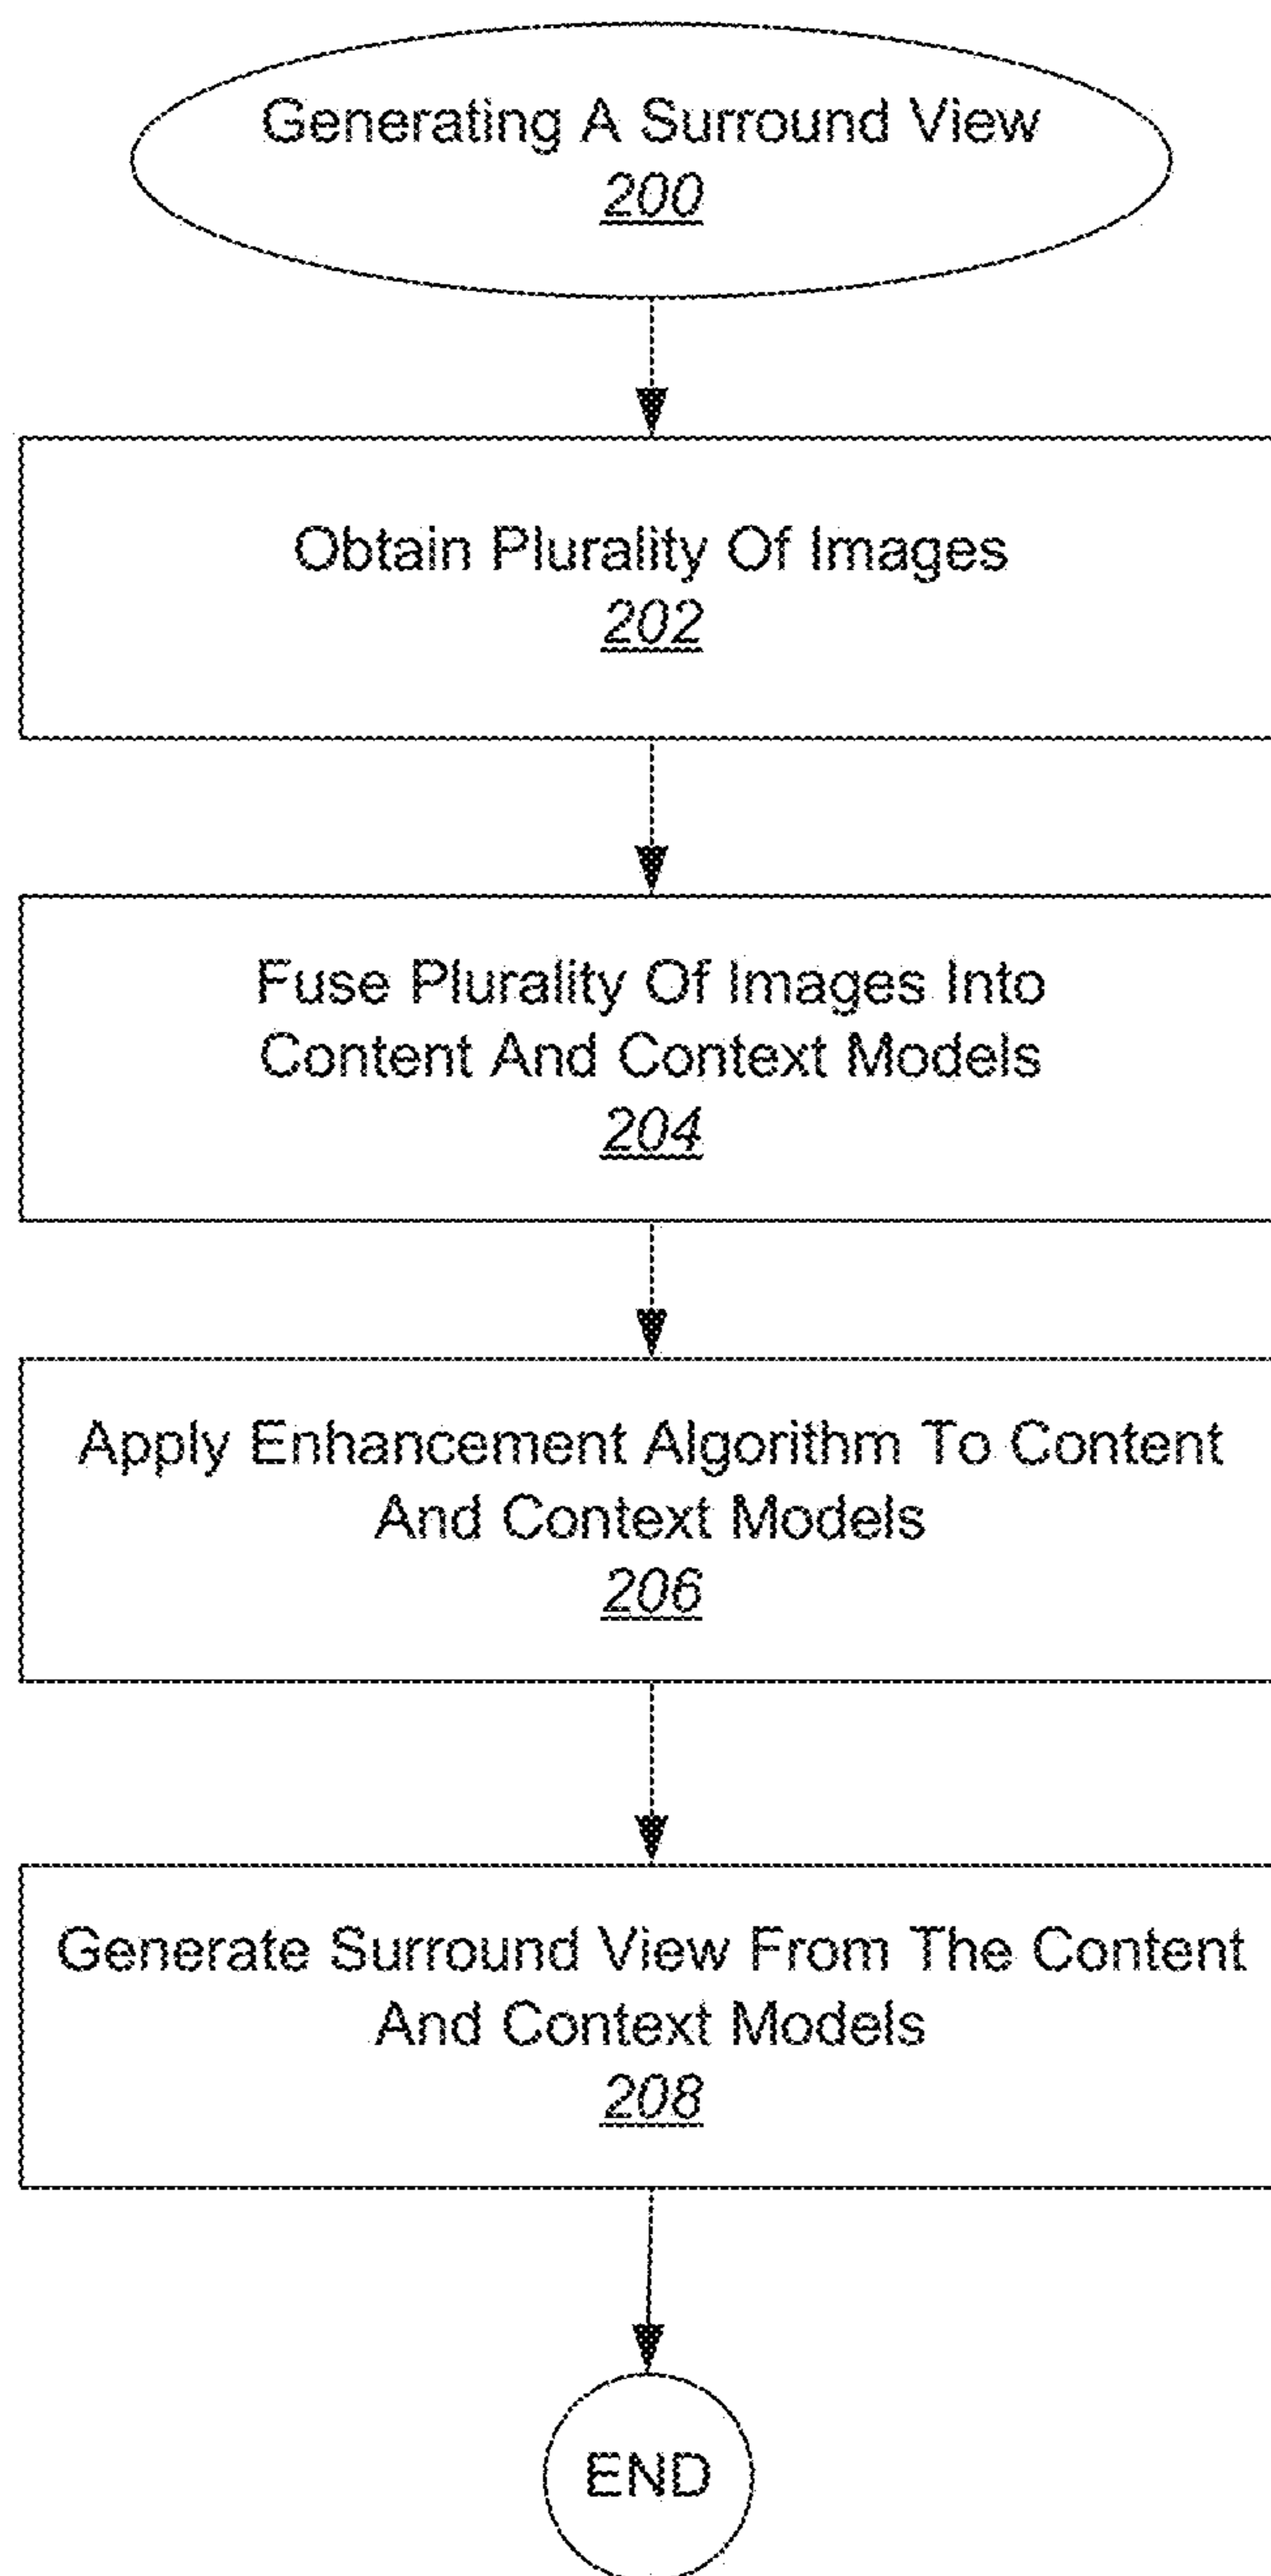 Generating A Surround View
200
Obtain Plurality Of Images
202
Fuse Plurality Of Images Into
Content And Context Models
204
Apply Enhancement Algorithm To Content
And Context Models
206
Generate Surround View From The Content
And Context Models
208
END